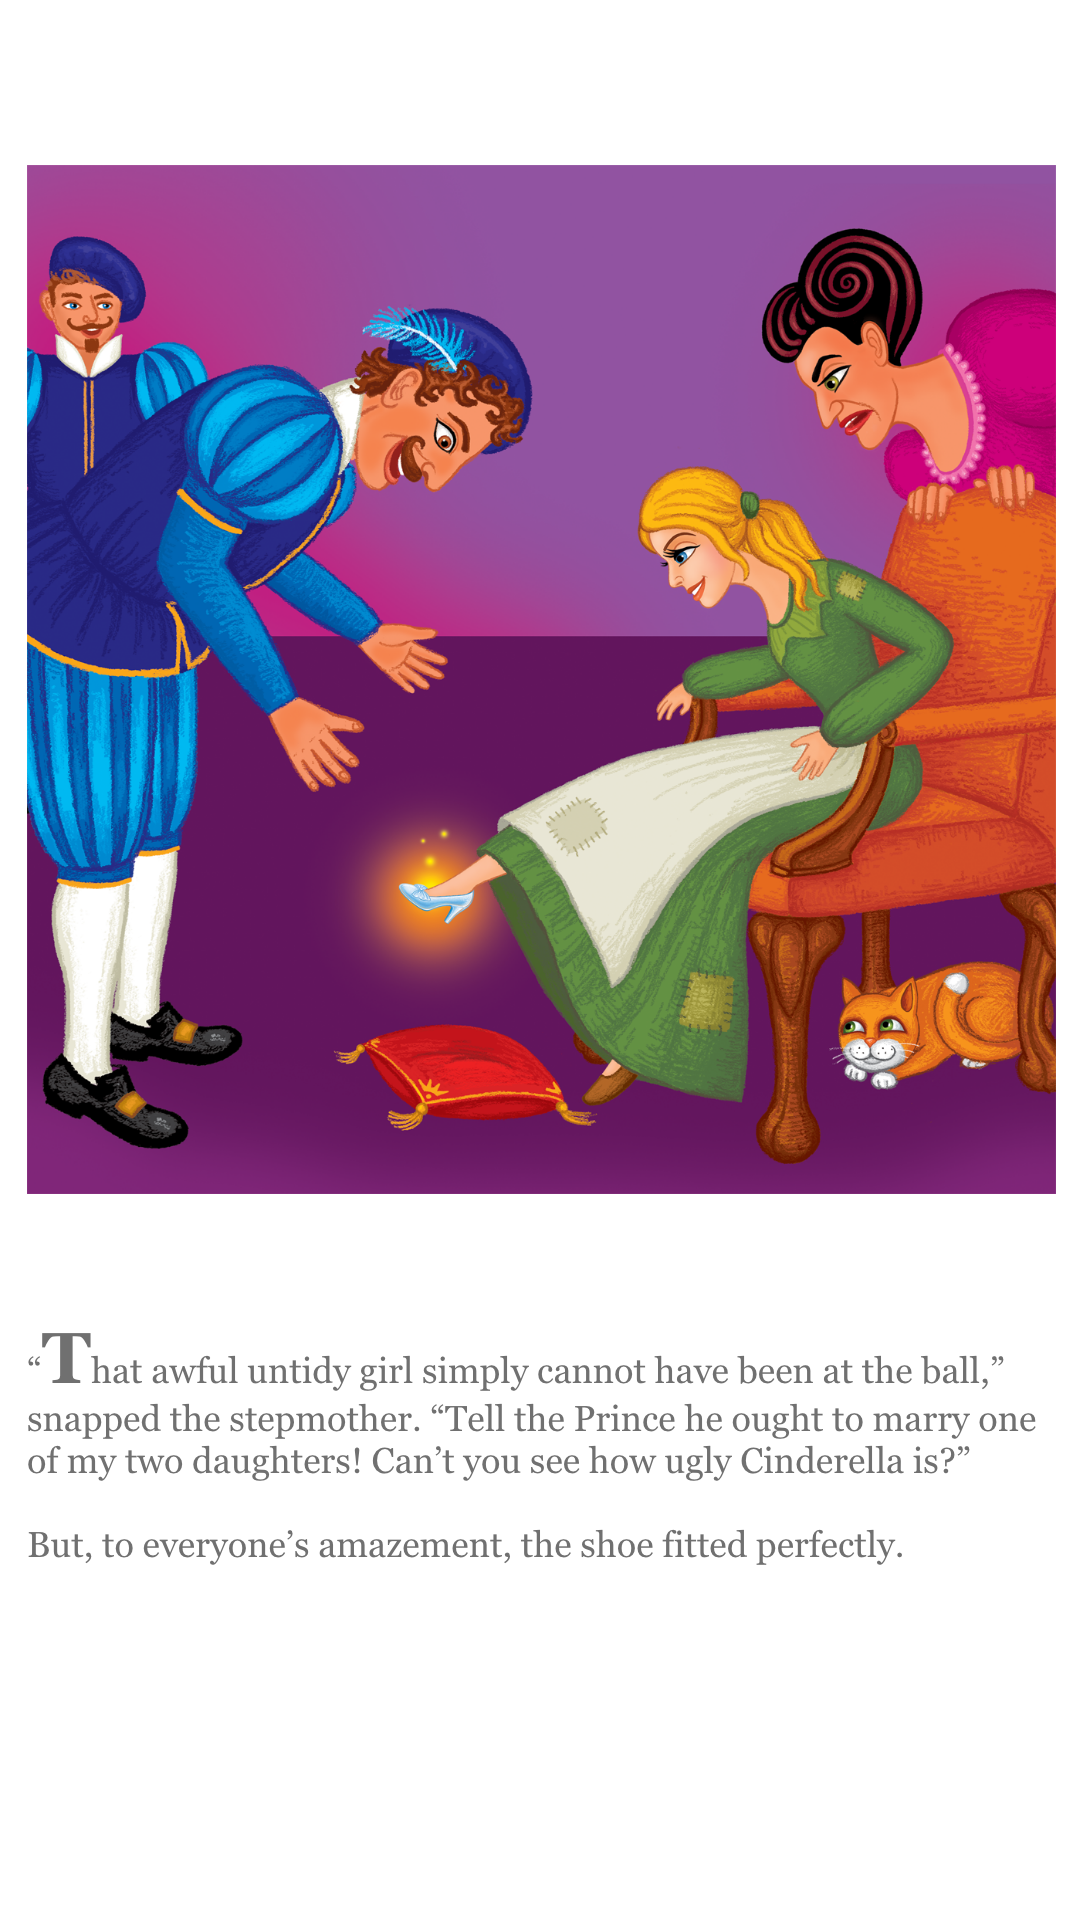 “That awful untidy girl simply cannot have been at the ball,”
snapped the stepmother. “Tell the Prince he ought to marry one
of my two daughters! Can’t you see how ugly Cinderella is?”
But, to everyone’s amazement, the shoe fitted perfectly.